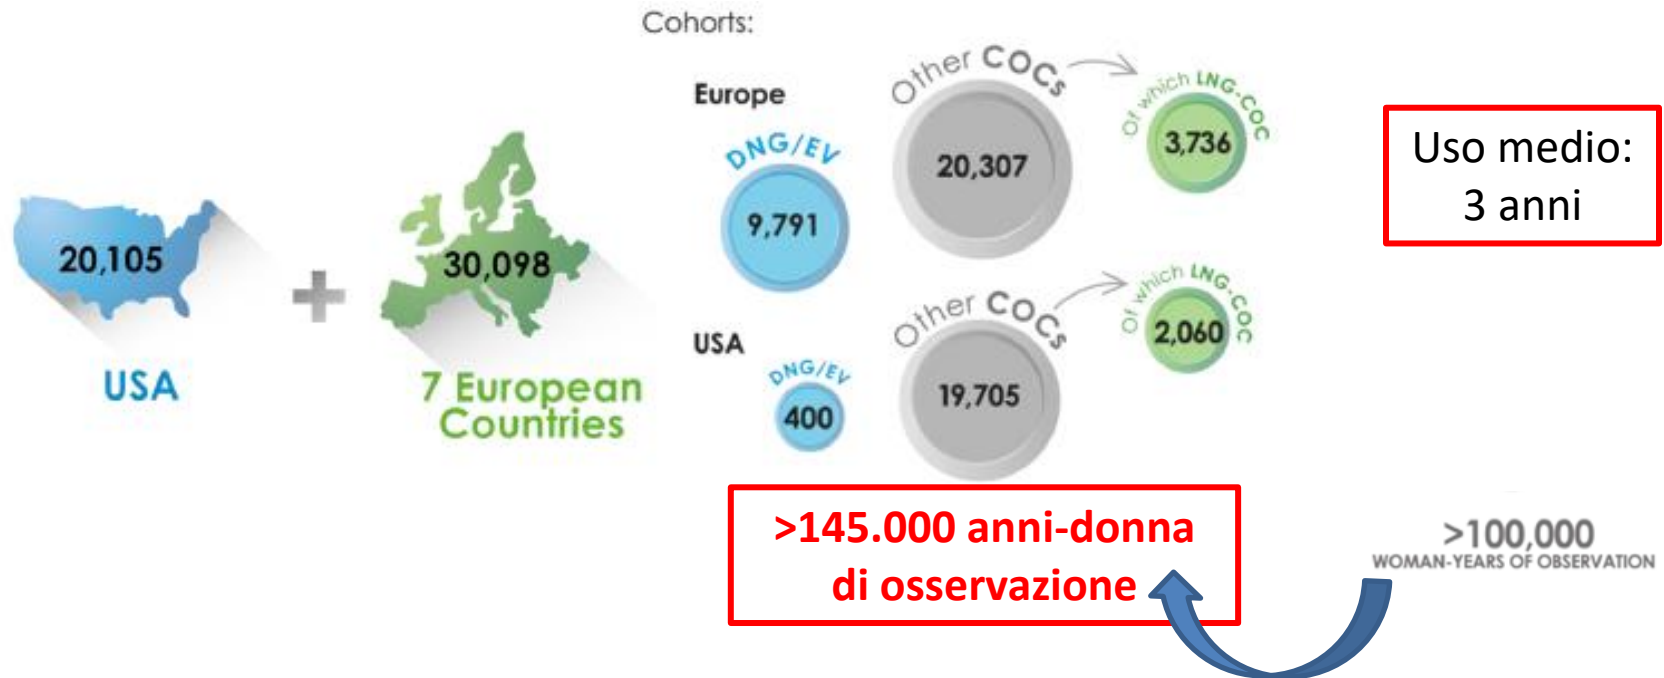 Cohorts:
20,105
USA
30,098
7 European
Countries
Europe
DNG/EV
9,791
Other COCs
20,307
Of which LNG-COC
3,736
USA
DNG/EV
400
Other COCs
19,705
Of which LNG-COC
2,060
Uso medio:
3 anni
>145.000 anni-donna
di osservazione
>100,000
WOMAN-YEARS OF OBSERVATION